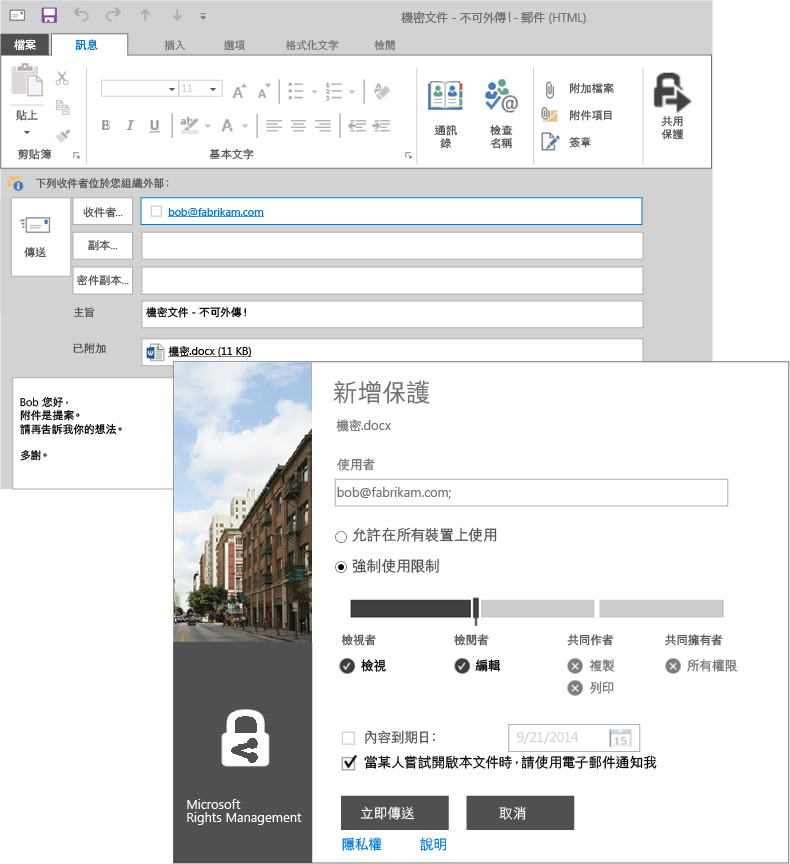 機密文件 - 不可外傳! - 郵件 (HTML)
檔案 訊息 插入 選項 格式化文字 檢閱
11
貼上
剪貼簿
B I U
A
基本文字
通訊錄
檢查名稱
附加檔案
附件項目
簽章
共用保護
下列收件者位於您組織外部:
傳送
收件者... bob@fabrikam.com
副本...
密件副本...
主旨 機密文件 - 不可外傳!
已附加 機密.docx (11 KB)
Bob 您好，
附件是提案。
請再告訴我你的想法。
多謝。
新增保護
機密.docx
使用者
bob@fabrikam.com;
允許在所有裝置上使用
強制使用限制
檢視者 檢閱者 共同作者 共同擁有者
檢視 編輯 複製 所有權限
列印
內容到期日: 9/21/2014 15
當某人嘗試開啟本文件時，請使用電子郵件通知我
立即傳送 取消
隱私權 說明
Microsoft
Rights Management